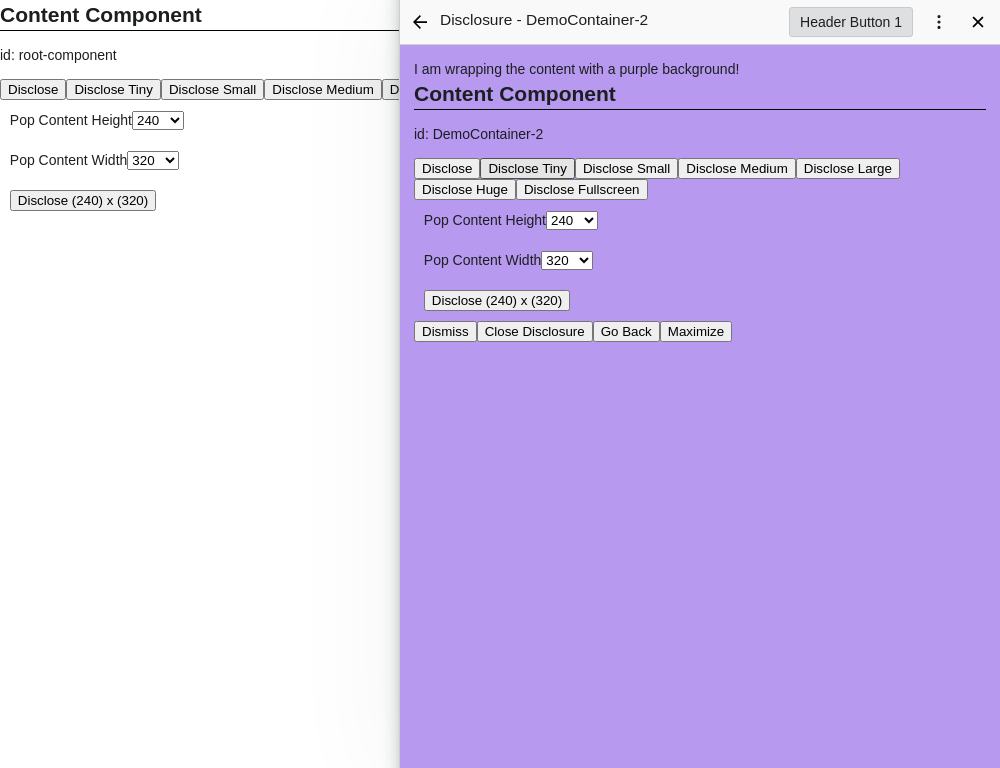 Content Component
id: root-component
Disclose Disclose Tiny Disclose Small Disclose Medium D
Pop Content Height 240
Pop Content Width 320
Disclose (240) x (320)
Disclosure - DemoContainer-2 Header Button 1
I am wrapping the content with a purple background!
Content Component
id: DemoContainer-2
Disclose Disclose Tiny Disclose Small Disclose Medium Disclose Large
Disclose Huge Disclose Fullscreen
Pop Content Height 240
Pop Content Width 320
Disclose (240) x (320)
Dismiss Close Disclosure Go Back Maximize